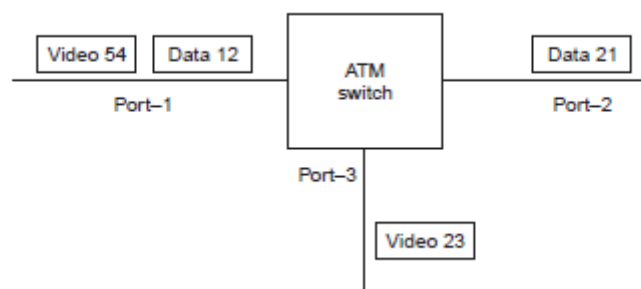 Video 54
Data 12
ATM
switch
Data 21
Port–1
Port–2
Port–3
Video 23